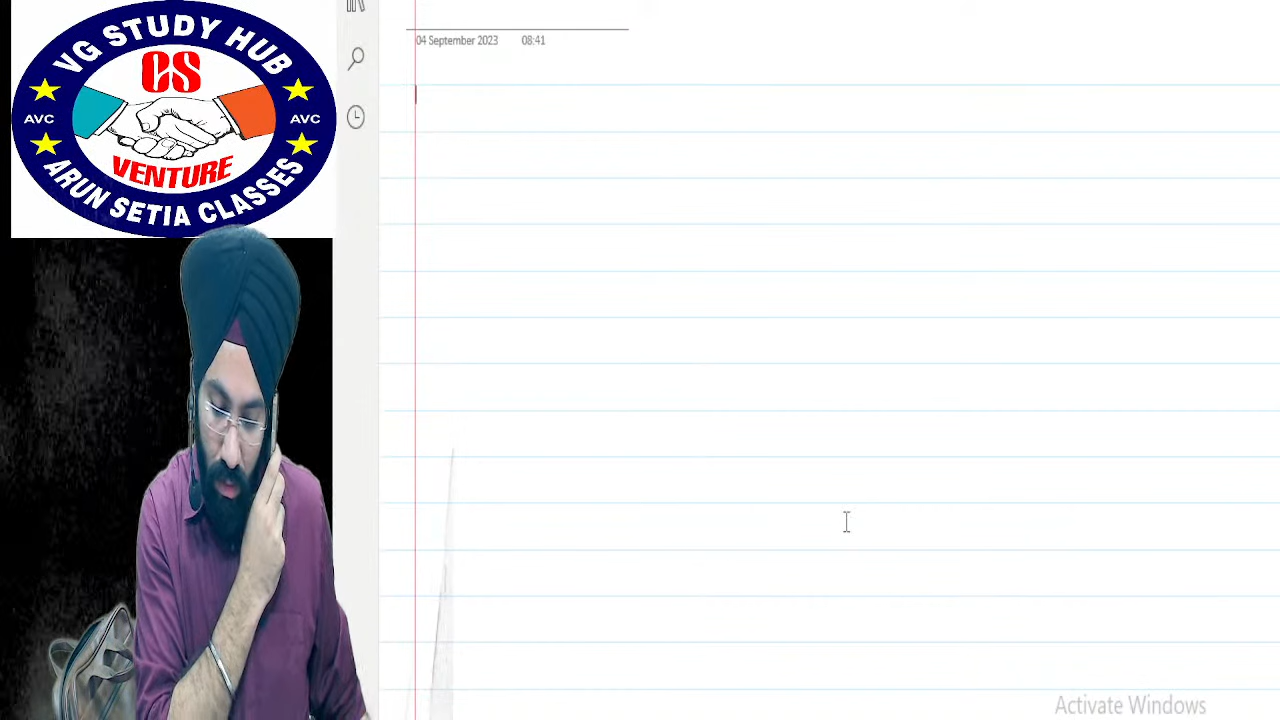 VG STUDY HUB
CS
AVC
AVC
VENTURE
ARUN SETIA CLASSES
04 September 2023 08:41
Activate Windows